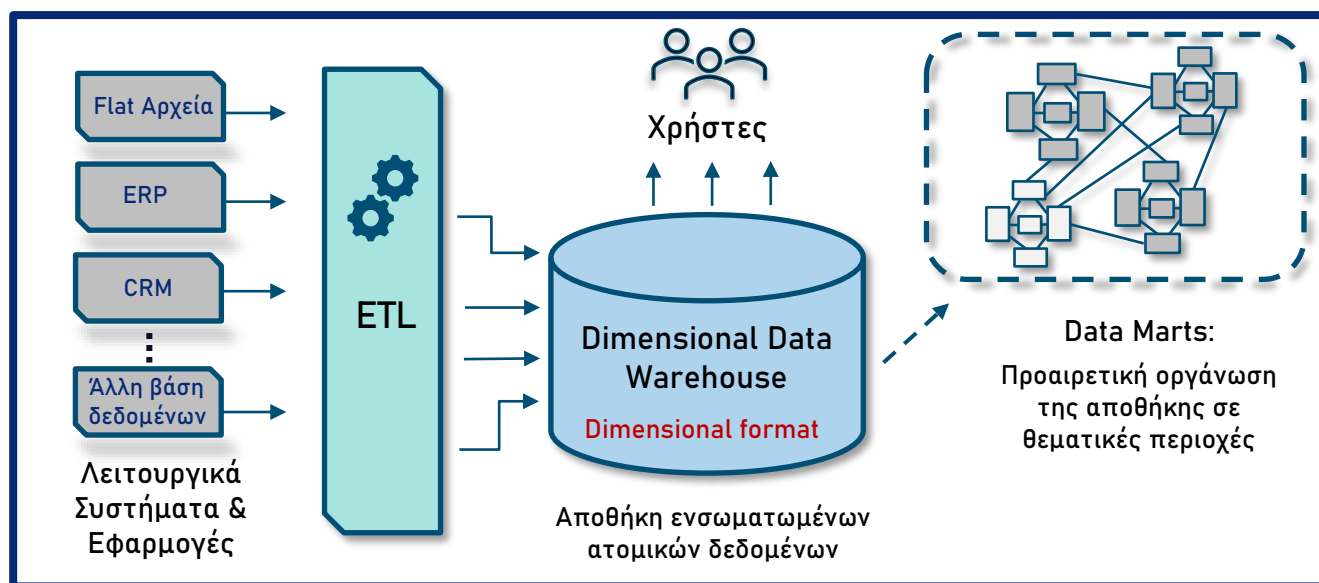 Flat Αρχεία
ERP
CRM
Άλλη βάση
δεδομένων
Λειτουργικά
Συστήματα &
Εφαρμογές
ETL
Χρήστες
Dimensional Data
Warehouse
Dimensional format
Αποθήκη ενσωματωμένων
ατομικών δεδομένων
Data Marts:
Προαιρετική οργάνωση
της αποθήκης σε
θεματικές περιοχές